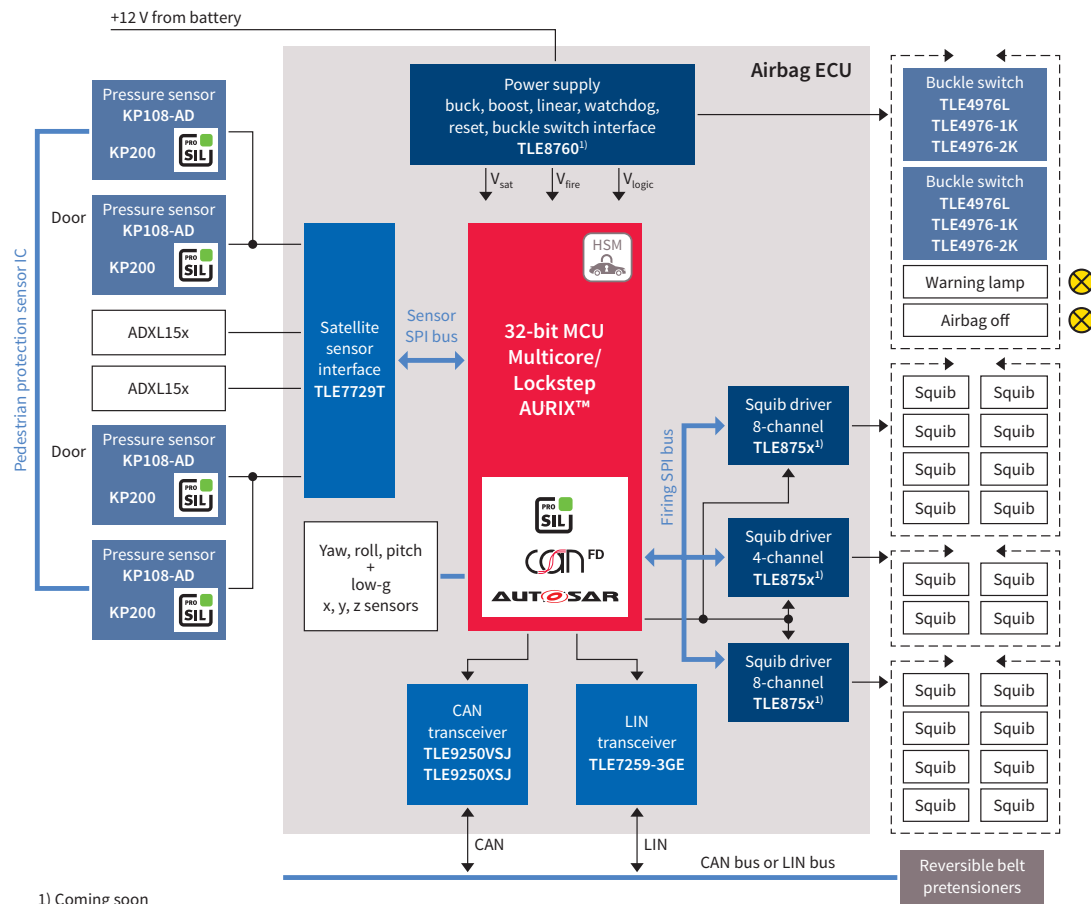 +12 V from battery
Airbag ECU
Power supply
buck, boost, linear, watchdog,
reset, buckle switch interface
TLE8760¹⁾
Vsat
Vfire
Vlogic
Buckle switch
TLE4976L
TLE4976-1K
TLE4976-2K
Buckle switch
TLE4976L
TLE4976-1K
TLE4976-2K
Warning lamp
Airbag off
Pedestrian protection sensor IC
Pressure sensor
KP108-AD
KP200
PRO
SIL
Door
Pressure sensor
KP108-AD
KP200
PRO
SIL
ADXL15x
ADXL15x
Door
Pressure sensor
KP108-AD
KP200
PRO
SIL
Pressure sensor
KP108-AD
KP200
PRO
SIL
Satellite
sensor
interface
TLE7729T
Sensor
SPI bus
HSM
32-bit MCU
Multicore/
Lockstep
AURIX™
PRO
SIL
CAN FD
AUTOSAR
Yaw, roll, pitch
+
low-g
x, y, z sensors
Firing SPI bus
Squib driver
8-channel
TLE875x¹⁾
Squib driver
4-channel
TLE875x¹⁾
Squib driver
8-channel
TLE875x¹⁾
Squib Squib
Squib Squib
Squib Squib
Squib Squib
Squib Squib
Squib Squib
Squib Squib
Squib Squib
Squib Squib
Squib Squib
CAN
transceiver
TLE9250VSJ
TLE9250XSJ
LIN
transceiver
TLE7259-3GE
CAN
LIN
CAN bus or LIN bus
Reversible belt
pretensioners
1) Coming soon